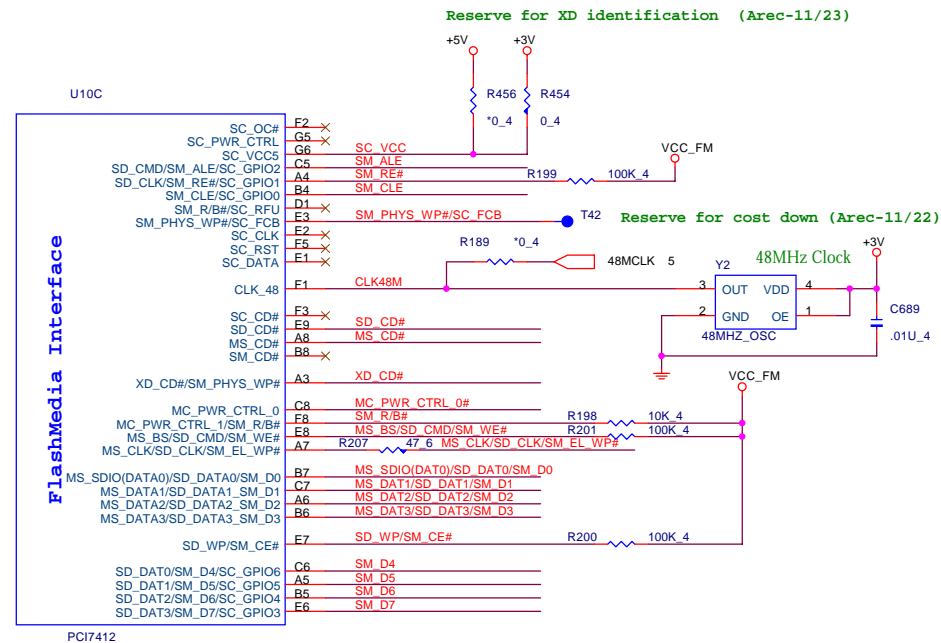 Reserve for XD identification (Arec-11/23)
+5V
+3V
U10C
R456
R454
*0_4
0_4
SC_OC# F2
SC_PWR_CTRL G5
SC_VCC5 G6 SC_VCC
SD_CMD/SM_ALE/SC_GPIO2 C5 SM_ALE
VCC_FM
SD_CLK/SM_RE#/SC_GPIO1 A4 SM_RE# R199 100K_4
SM_CLE/SC_GPIO0 B4 SM_CLE
SM_R/B#/SC_RFU D1
SM_PHYS_WP#/SC_FCB E3 SM_PHYS_WP#/SC_FCB T42
Reserve for cost down (Arec-11/22)
SC_CLK E2
SC_RST F5
SC_DATA E1
R189 *0_4
48MCLK 5
48MHz Clock
+3V
Y2
CLK_48 F1 CLK48M
3 OUT VDD 4
2 GND OE 1
48MHZ_OSC
C689
.01U_4
SC_CD# F3
SD_CD# E9 SD_CD#
MS_CD# A8 MS_CD#
SM_CD# B8
VCC_FM
XD_CD#/SM_PHYS_WP# A3 XD_CD#
MC_PWR_CTRL_0 C8 MC_PWR_CTRL_0#
MC_PWR_CTRL_1/SM_R/B# F8 SM_R/B# R198 10K_4
MS_BS/SD_CMD/SM_WE# E8 MS_BS/SD_CMD/SM_WE# R201 100K_4
MS_CLK/SD_CLK/SM_EL_WP# A7 R207 47_6 MS_CLK/SD_CLK/SM_EL_WP#
MS_SDIO(DATA0)/SD_DATA0/SM_D0 B7 MS_SDIO(DAT0)/SD_DAT0/SM_D0
MS_DATA1/SD_DATA1_SM_D1 C7 MS_DAT1/SD_DAT1/SM_D1
MS_DATA2/SD_DATA2_SM_D2 A6 MS_DAT2/SD_DAT2/SM_D2
MS_DATA3/SD_DATA3_SM_D3 B6 MS_DAT3/SD_DAT3/SM_D3
SD_WP/SM_CE# E7 SD_WP/SM_CE# R200 100K_4
SD_DAT0/SM_D4/SC_GPIO6 C6 SM_D4
SD_DAT1/SM_D5/SC_GPIO5 A5 SM_D5
SD_DAT2/SM_D6/SC_GPIO4 B5 SM_D6
SD_DAT3/SM_D7/SC_GPIO3 E6 SM_D7
FlashMedia Interface
PCI7412